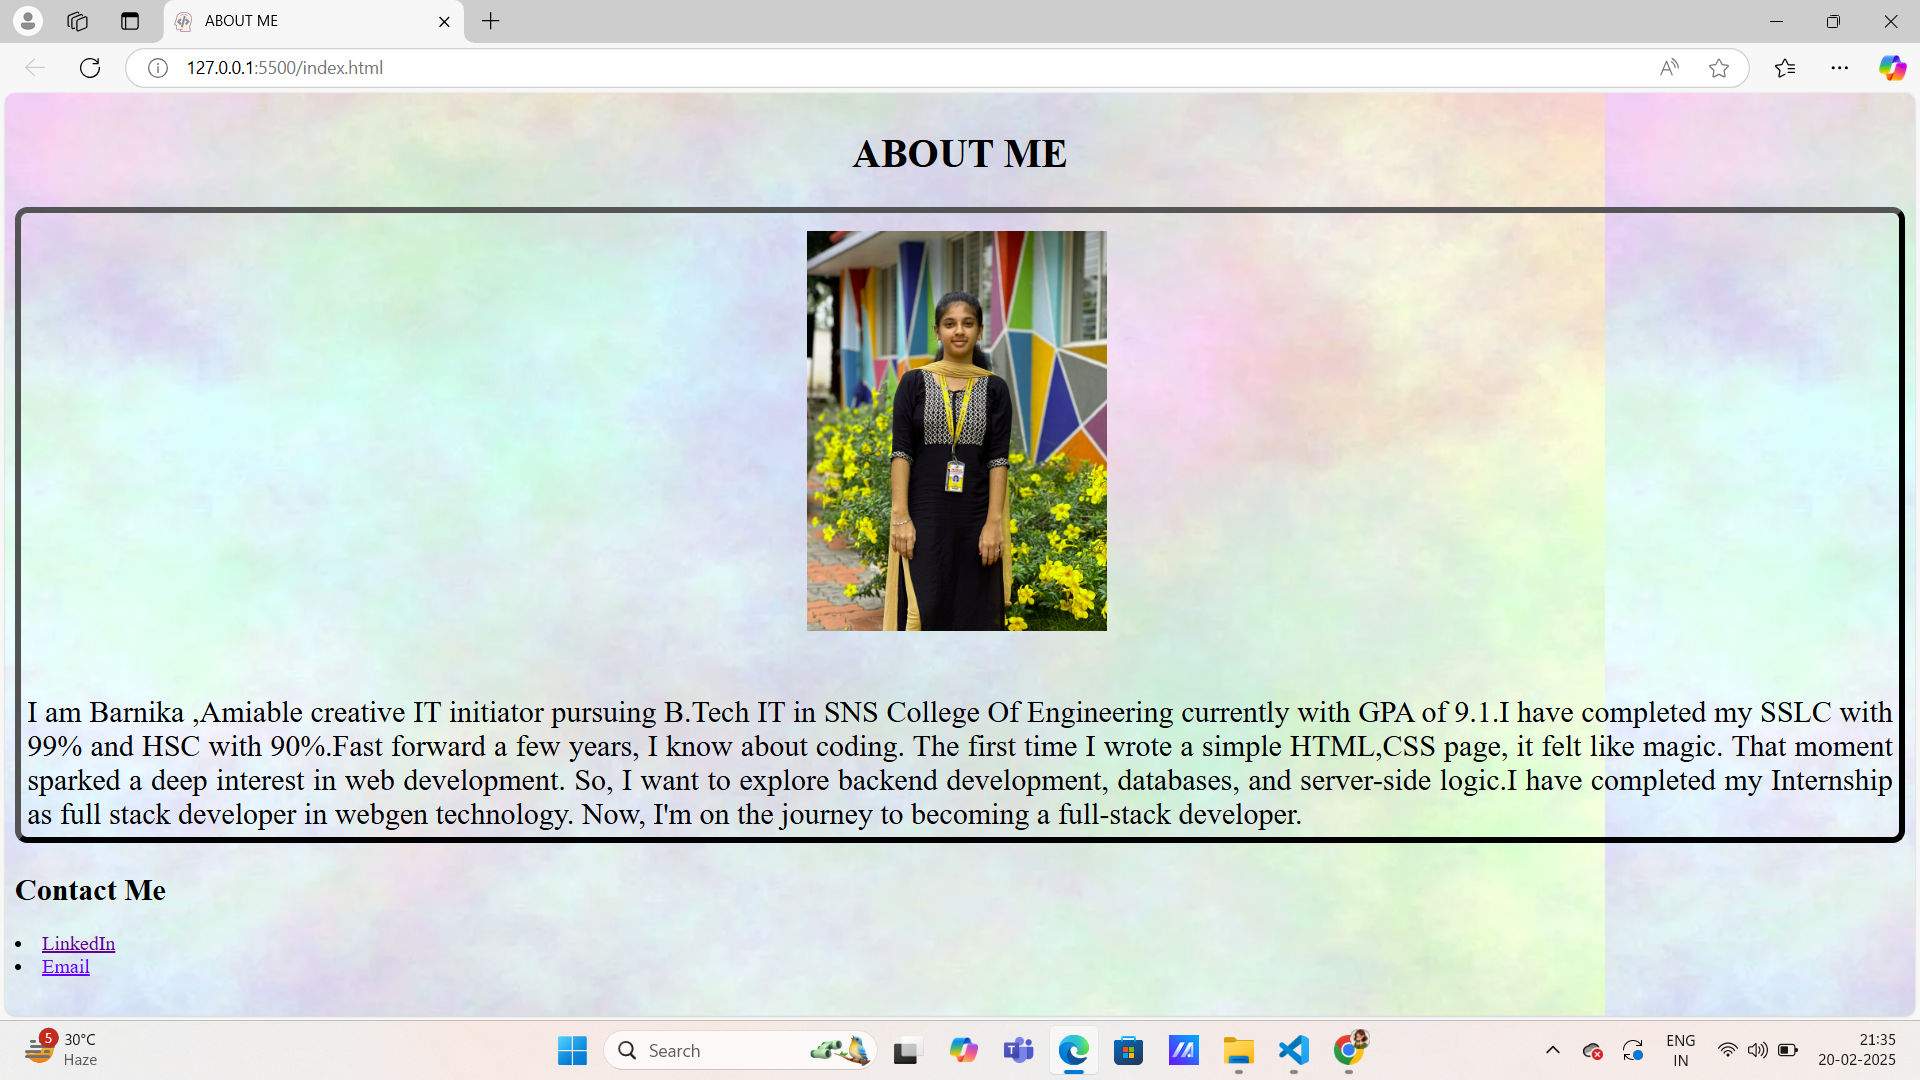 ABOUT ME
127.0.0.1:5500/index.html
ABOUT ME
I am Barnika ,Amiable creative IT initiator pursuing B.Tech IT in SNS College Of Engineering currently with GPA of 9.1.I have completed my SSLC with
99% and HSC with 90%.Fast forward a few years, I know about coding. The first time I wrote a simple HTML,CSS page, it felt like magic. That moment
sparked a deep interest in web development. So, I want to explore backend development, databases, and server-side logic.I have completed my Internship
as full stack developer in webgen technology. Now, I'm on the journey to becoming a full-stack developer.
Contact Me
LinkedIn
Email
5
30°C
Haze
Search
ENG
IN
21:35
20-02-2025